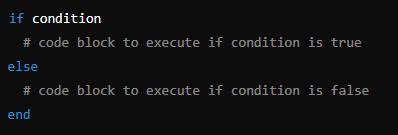 if condition
  # code block to execute if condition is true
else
  # code block to execute if condition is false
end